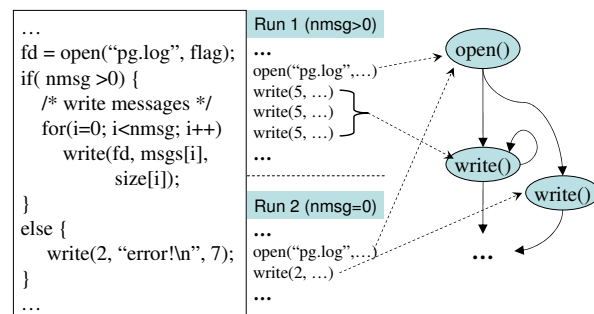 …
fd = open(“pg.log”, flag);
if( nmsg >0) {
/* write messages */
for(i=0; i<nmsg; i++)
write(fd, msgs[i],
size[i]);
}
else {
write(2, “error!\n”, 7);
}
…
Run 1 (nmsg>0)
…
open(“pg.log”,…)
write(5, …)
write(5, …)
write(5, …)
…
Run 2 (nmsg=0)
…
open(“pg.log”,…)
write(2, …)
…
open()
write()
write()
…